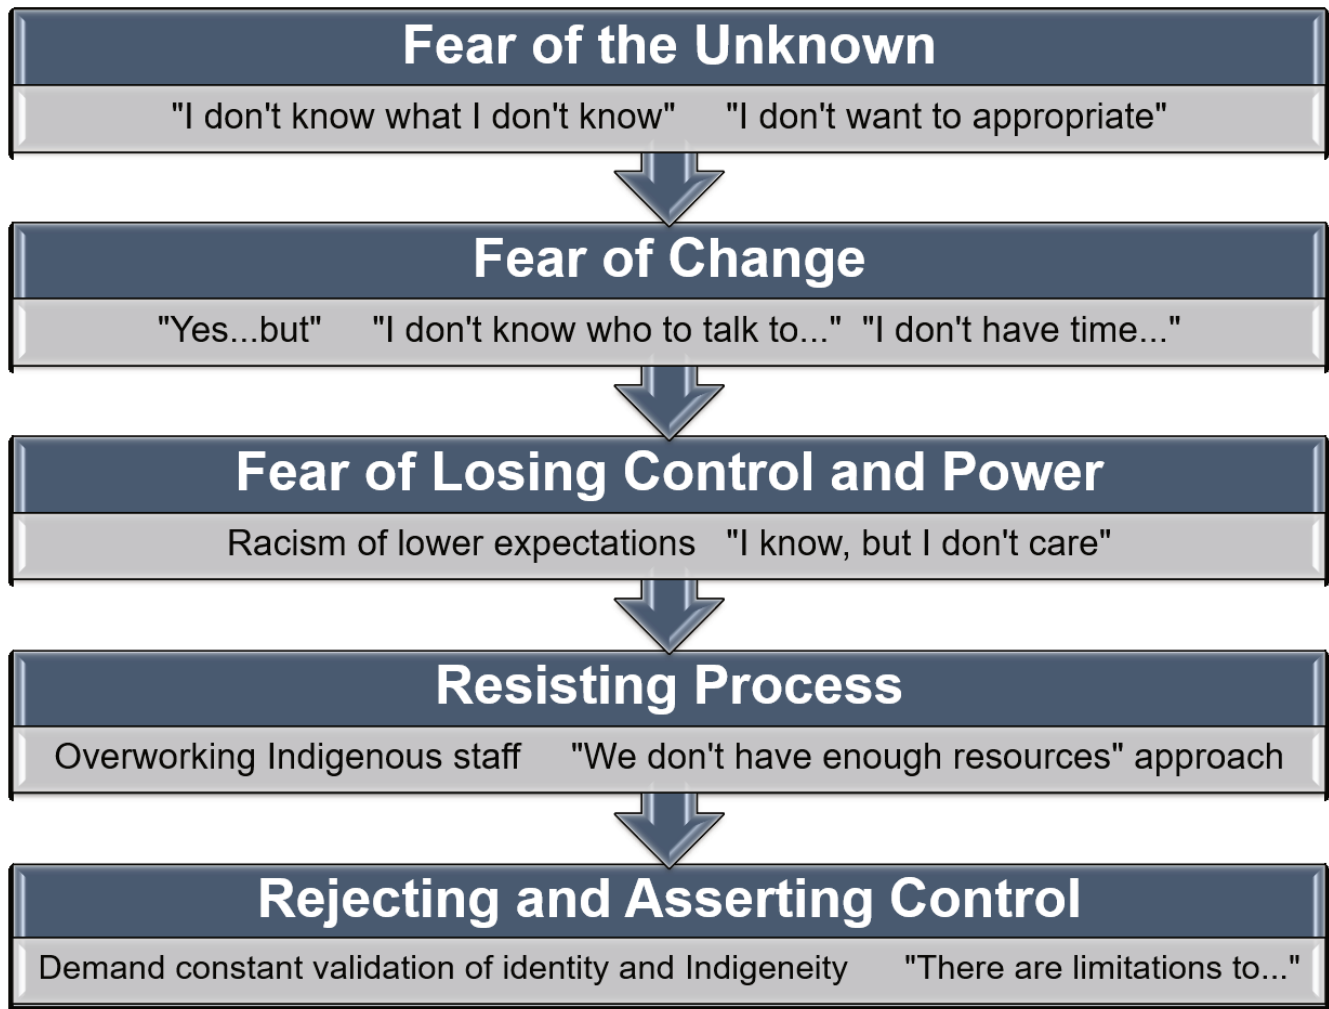 Fear of the Unknown
"I don't know what I don't know" "I don't want to appropriate"
Fear of Change
"Yes...but" "I don't know who to talk to..." "I don't have time..."
Fear of Losing Control and Power
Racism of lower expectations "I know, but I don't care"
Resisting Process
Overworking Indigenous staff "We don't have enough resources" approach
Rejecting and Asserting Control
Demand constant validation of identity and Indigeneity "There are limitations to..."